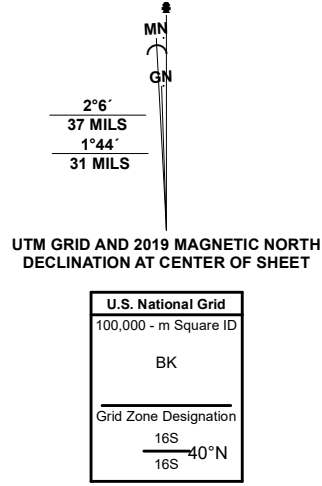 MN
GN
2°6´
37 MILS
1°44´
31 MILS
UTM GRID AND 2019 MAGNETIC NORTH
DECLINATION AT CENTER OF SHEET
U.S. National Grid
100,000 - m Square ID
BK
Grid Zone Designation
16S
40°N
16S